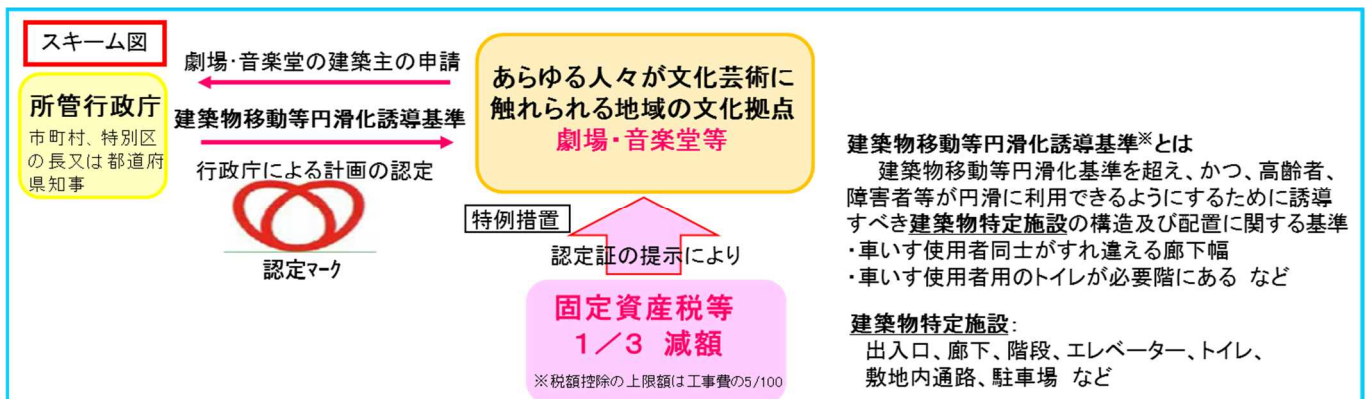 スキーム図
劇場・音楽堂の建築主の申請
所管行政庁
市町村、特別区
の長又は都道府
県知事
建築物移動等円滑化誘導基準
行政庁による計画の認定
認定マーク
あらゆる人々が文化芸術に
触れられる地域の文化拠点
劇場・音楽堂等
特例措置
認定証の提示により
固定資産税等
1/3 減額
※税額控除の上限額は工事費の5/100
建築物移動等円滑化誘導基準※とは
建築物移動等円滑化基準を超え、かつ、高齢者、
障害者等が円滑に利用できるようにするために誘導
すべき建築物特定施設の構造及び配置に関する基準
・車いす使用者同士がすれ違える廊下幅
・車いす使用者用のトイレが必要階にある など
建築物特定施設：
出入口、廊下、階段、エレベーター、トイレ、
敷地内通路、駐車場 など